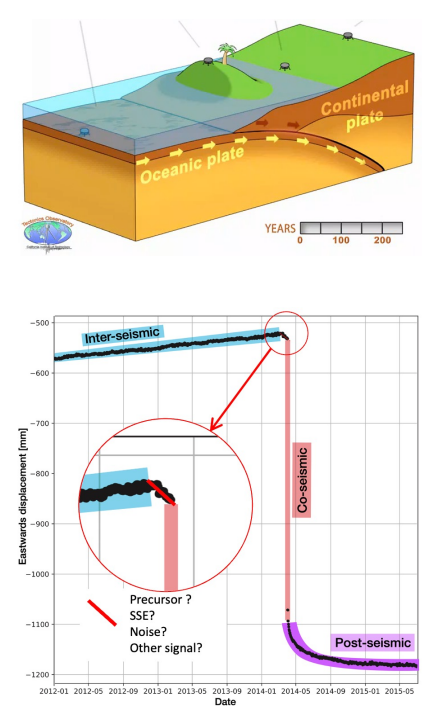 Continental
plate
Oceanic plate
Tectonics Observatory
YEARS
0 100 200
Inter-seismic
Co-seismic
Post-seismic
Precursor ?
SSE?
Noise?
Other signal?
Eastwards displacement [mm]
−500
−600
−700
−800
−900
−1000
−1100
−1200
2012-01 2012-05 2012-09 2013-01 2013-05 2013-09 2014-01 2014-05 2014-09 2015-01 2015-05
Date